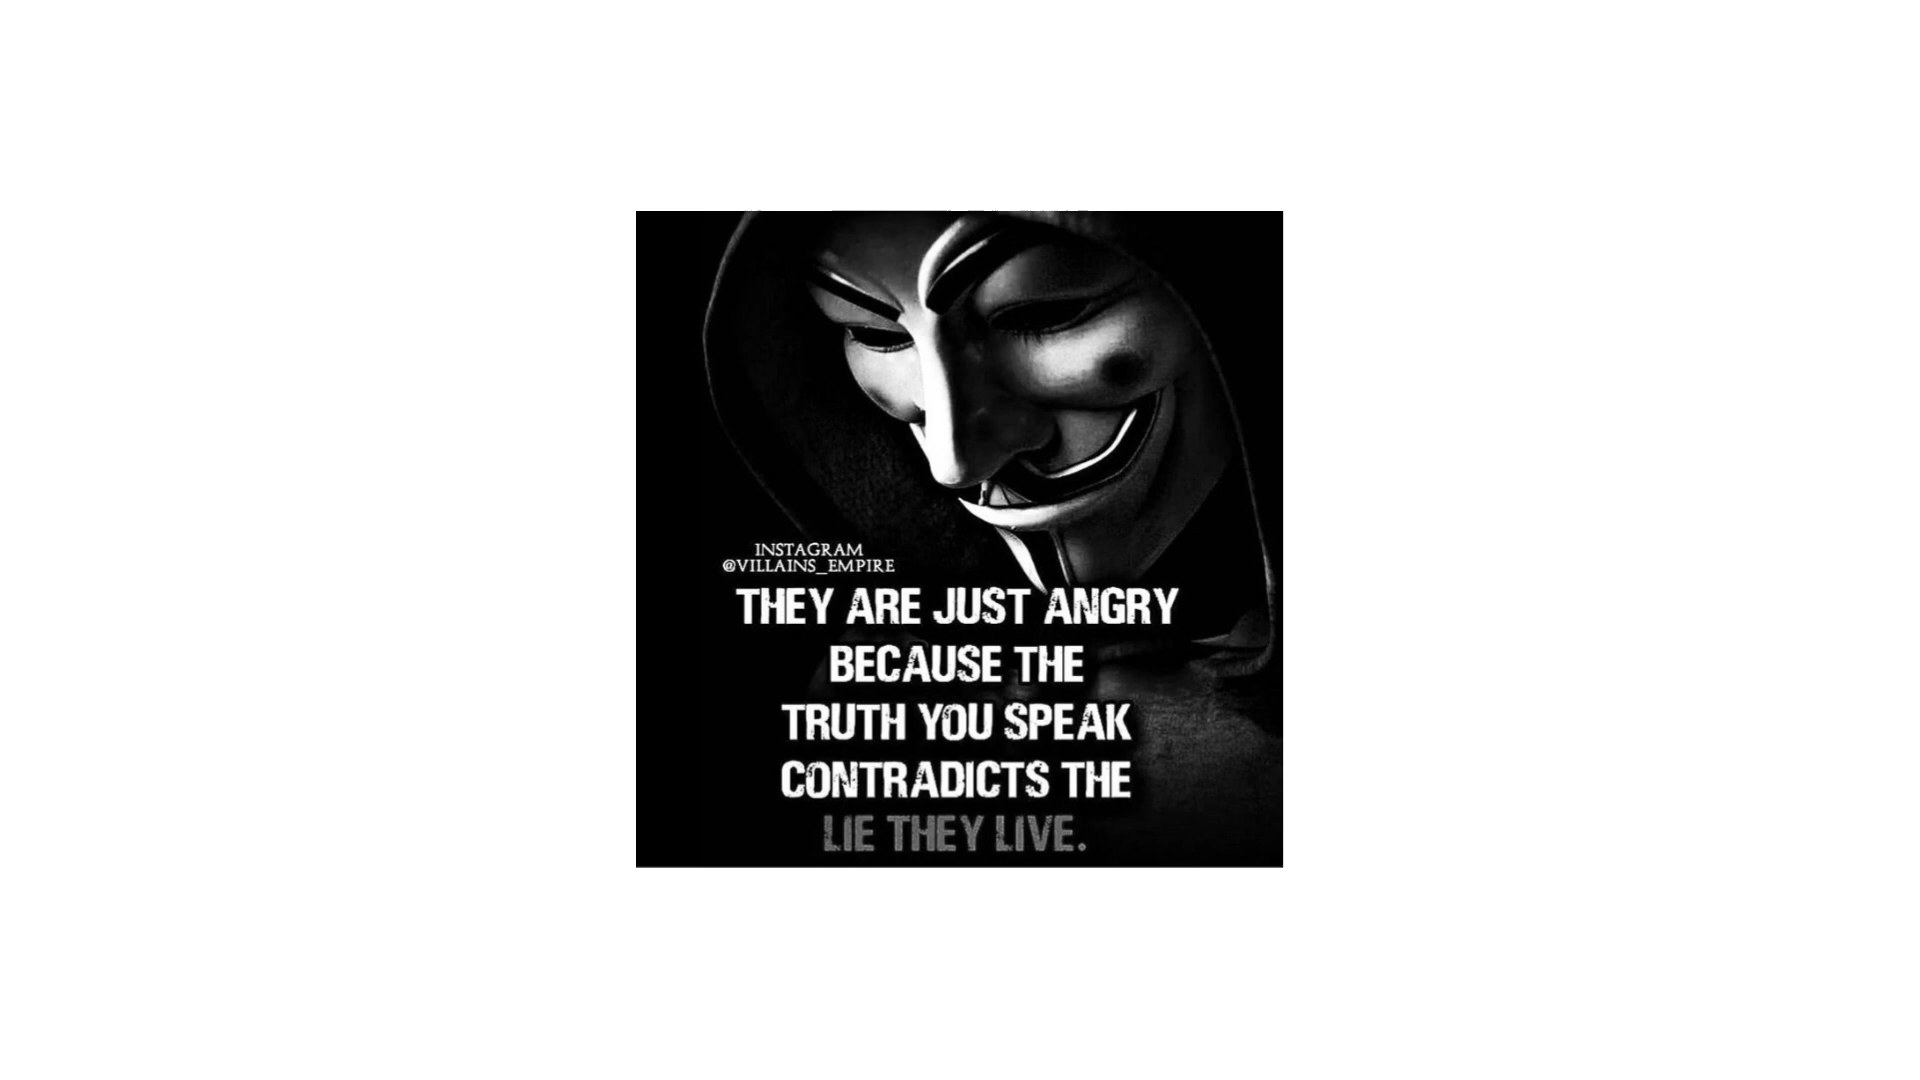 INSTAGRAM
@VILLAINS_EMPIRE
THEY ARE JUST ANGRY
BECAUSE THE
TRUTH YOU SPEAK
CONTRADICTS THE
LIE THEY LIVE.